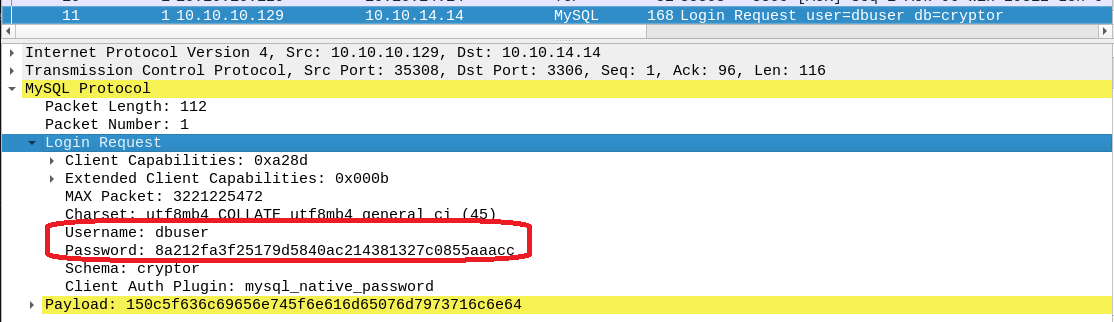 11 1 10.10.10.129 10.10.14.14 MySQL 168 Login Request user=dbuser db=cryptor
Internet Protocol Version 4, Src: 10.10.10.129, Dst: 10.10.14.14
Transmission Control Protocol, Src Port: 35308, Dst Port: 3306, Seq: 1, Ack: 96, Len: 116
MySQL Protocol
Packet Length: 112
Packet Number: 1
Login Request
Client Capabilities: 0xa28d
Extended Client Capabilities: 0x000b
MAX Packet: 3221225472
Charset: utf8mb4 COLLATE utf8mb4_general_ci (45)
Username: dbuser
Password: 8a212fa3f25179d5840ac214381327c0855aaacc
Schema: cryptor
Client Auth Plugin: mysql_native_password
Payload: 150c5f636c69656e745f6e616d65076d7973716c6e64